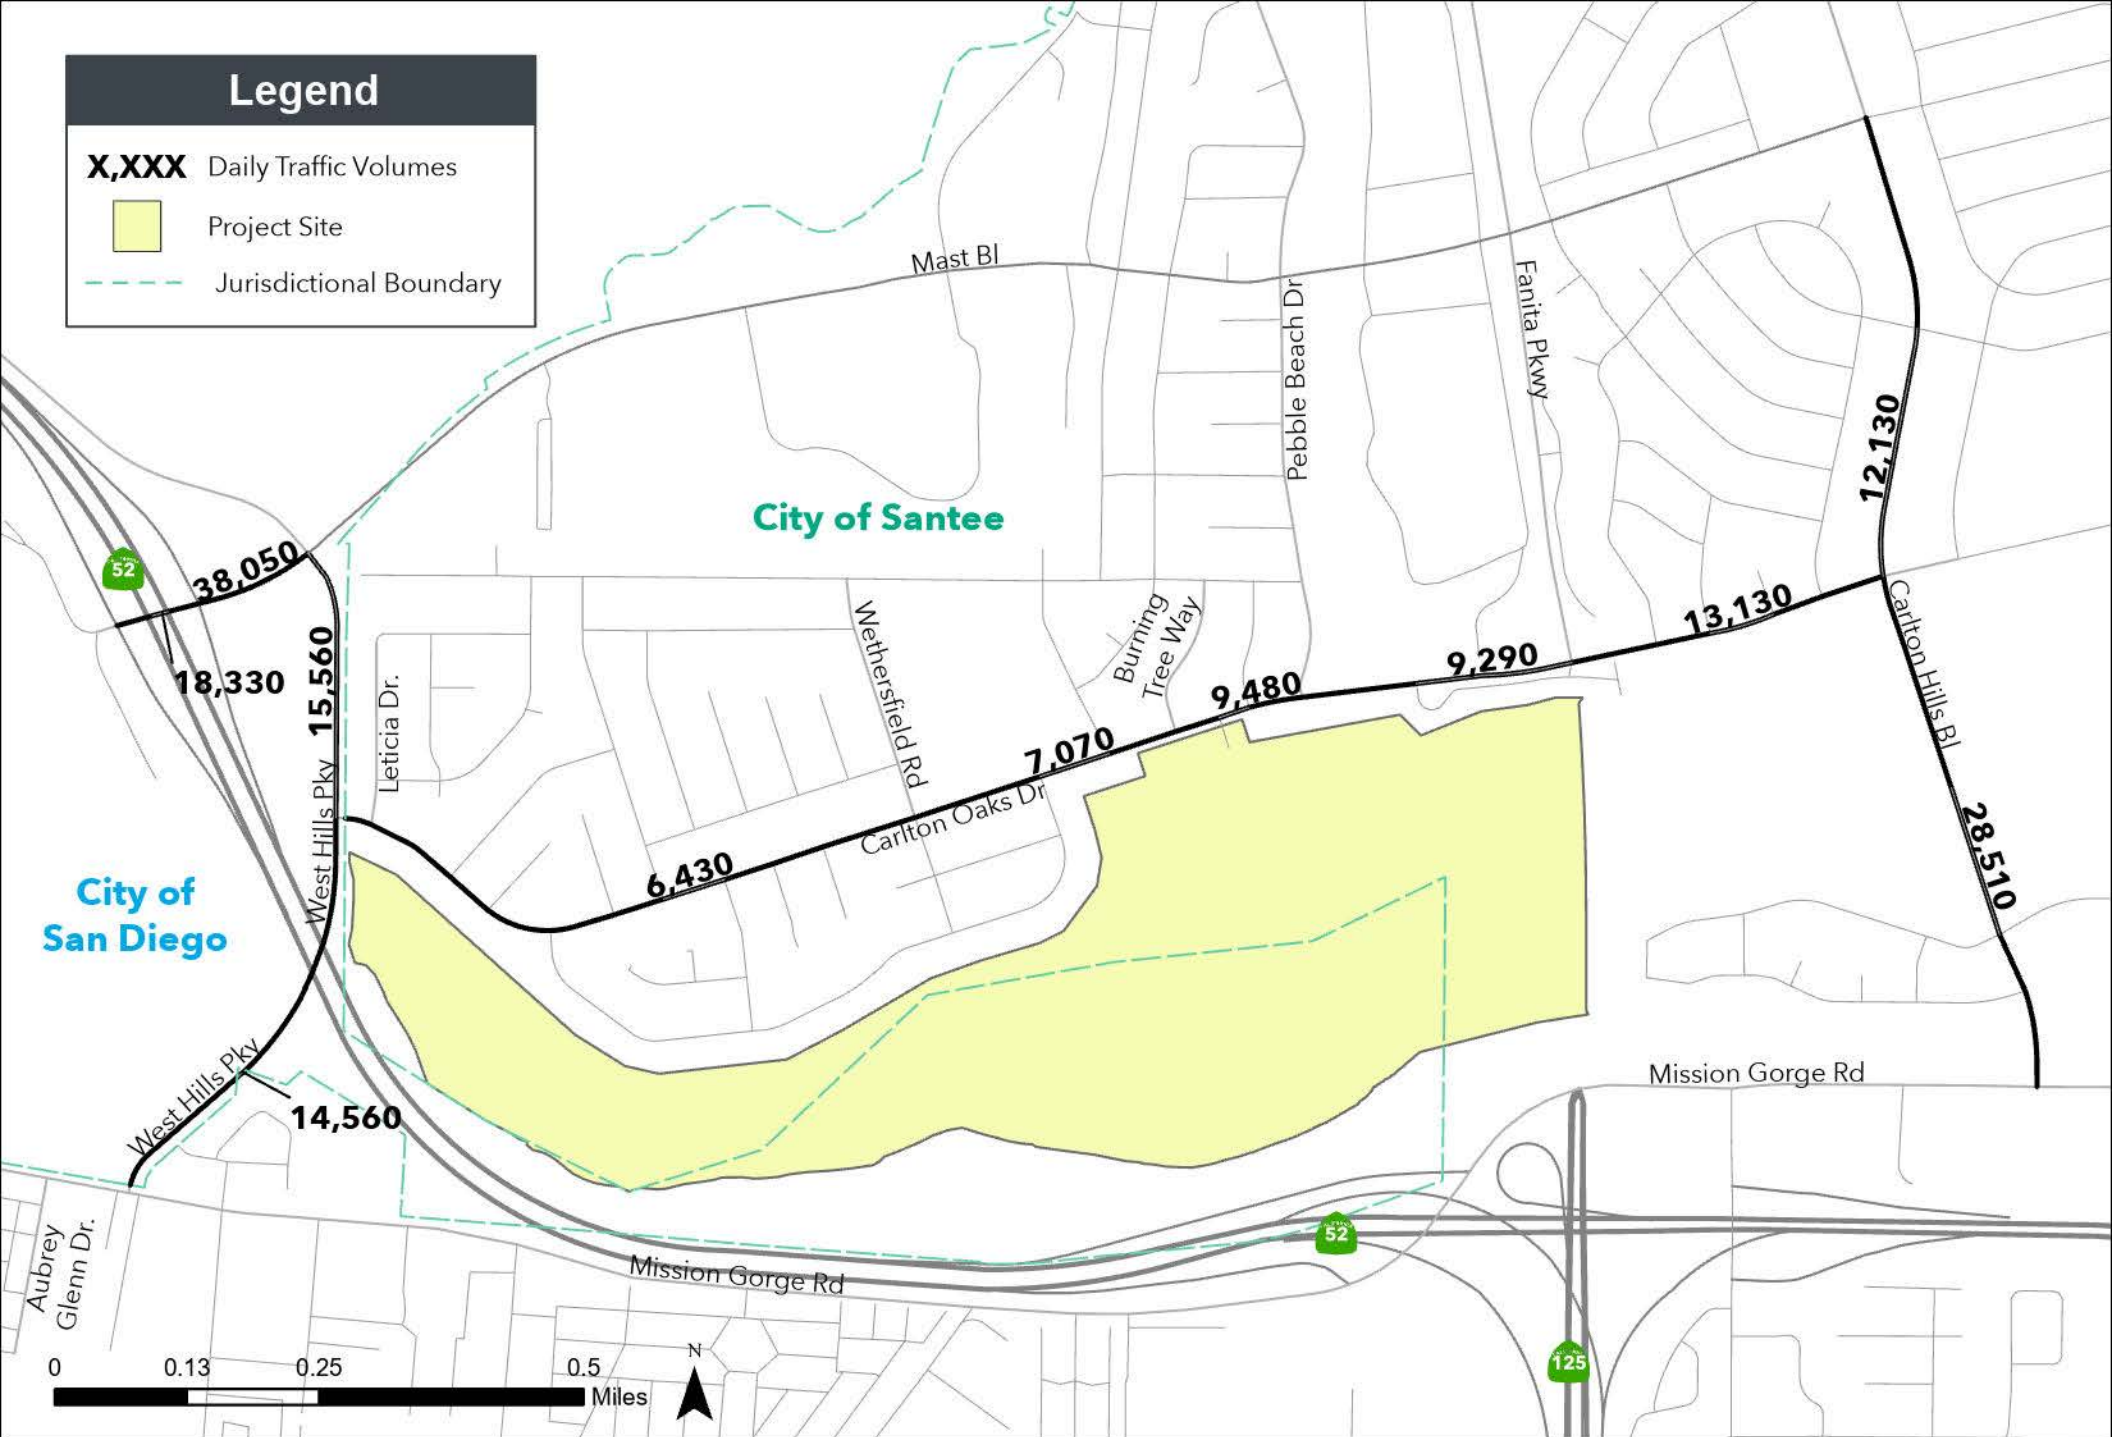 Legend
X,XXX Daily Traffic Volumes
Project Site
Jurisdictional Boundary
Mast Bl
Pebble Beach Dr
Fanita Pkwy
12,130
City of Santee
52
38,050
18,330
15,560
West Hills Pky
Leticia Dr.
Wethersfield Rd
Burning
Tree Way
13,130
9,290
9,480
7,070
Carlton Oaks Dr
6,430
Carlton Hills Bl
28,510
City of
San Diego
West Hills Pky
14,560
Mission Gorge Rd
52
Mission Gorge Rd
Aubrey
Glenn Dr.
125
0 0.13 0.25 0.5
Miles
N